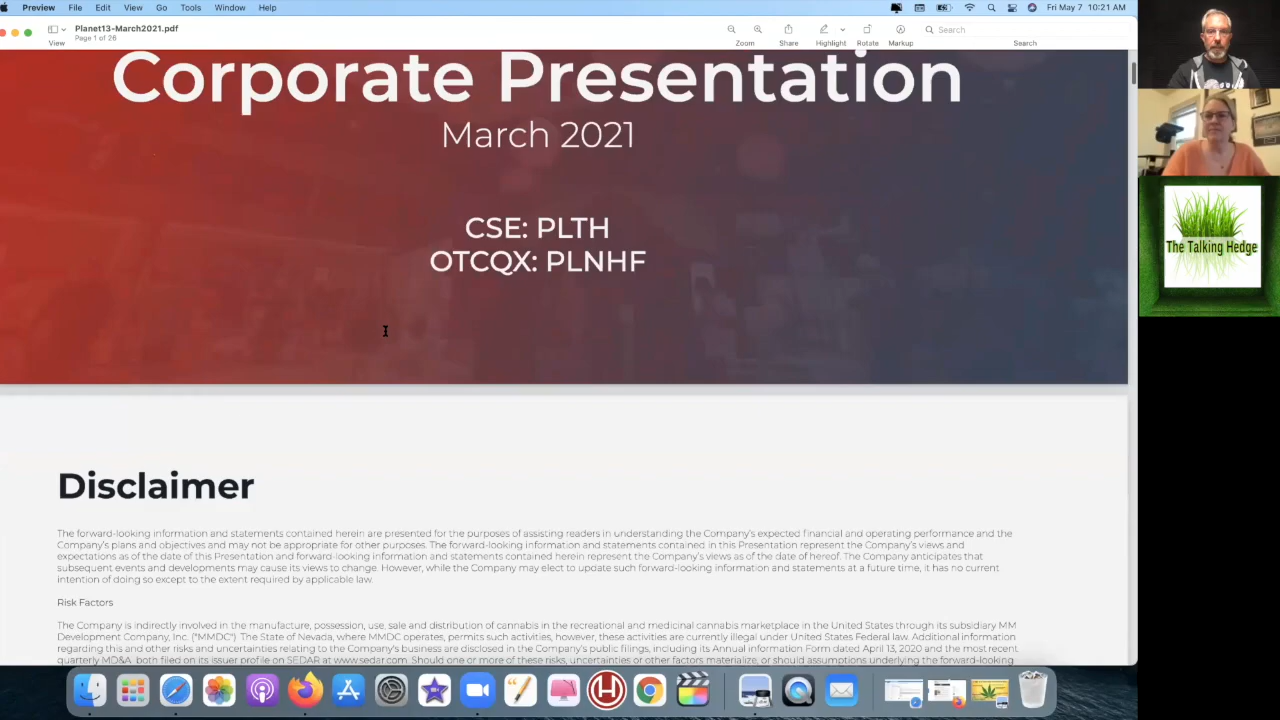 Preview File Edit View Go Tools Window Help
Fri May 7 10:21 AM
Planet13-March2021.pdf
Page 1 of 26
View
Zoom Share Highlight Rotate Markup Search
Search
Corporate Presentation
March 2021
CSE: PLTH
OTCQX: PLNHF
The Talking Hedge
Disclaimer
The forward-looking information and statements contained herein are presented for the purposes of assisting readers in understanding the Company's expected financial and operating performance and the
Company's plans and objectives and may not be appropriate for other purposes. The forward-looking information and statements contained in this Presentation represent the Company's views and
expectations as of the date of this Presentation and forward-looking information and statements contained herein represent the Company's views as of the date of hereof. The Company anticipates that
subsequent events and developments may cause its views to change. However, while the Company may elect to update such forward-looking information and statements at a future time, it has no current
intention of doing so except to the extent required by applicable law.
Risk Factors
The Company is indirectly involved in the manufacture, possession, use, sale and distribution of cannabis in the recreational and medicinal cannabis marketplace in the United States through its subsidiary MM
Development Company, Inc. ("MMDC"). The State of Nevada, where MMDC operates, permits such activities, however, these activities are currently illegal under United States Federal law. Additional information
regarding this and other risks and uncertainties relating to the Company's business are disclosed in the Company's public filings, including its Annual information Form dated April 13, 2020 and the most recent
quarterly MD&A both filed on its issuer profile on SEDAR at www.sedar.com. Should one or more of these risks, uncertainties or other factors materialize, or should assumptions underlying the forward-looking